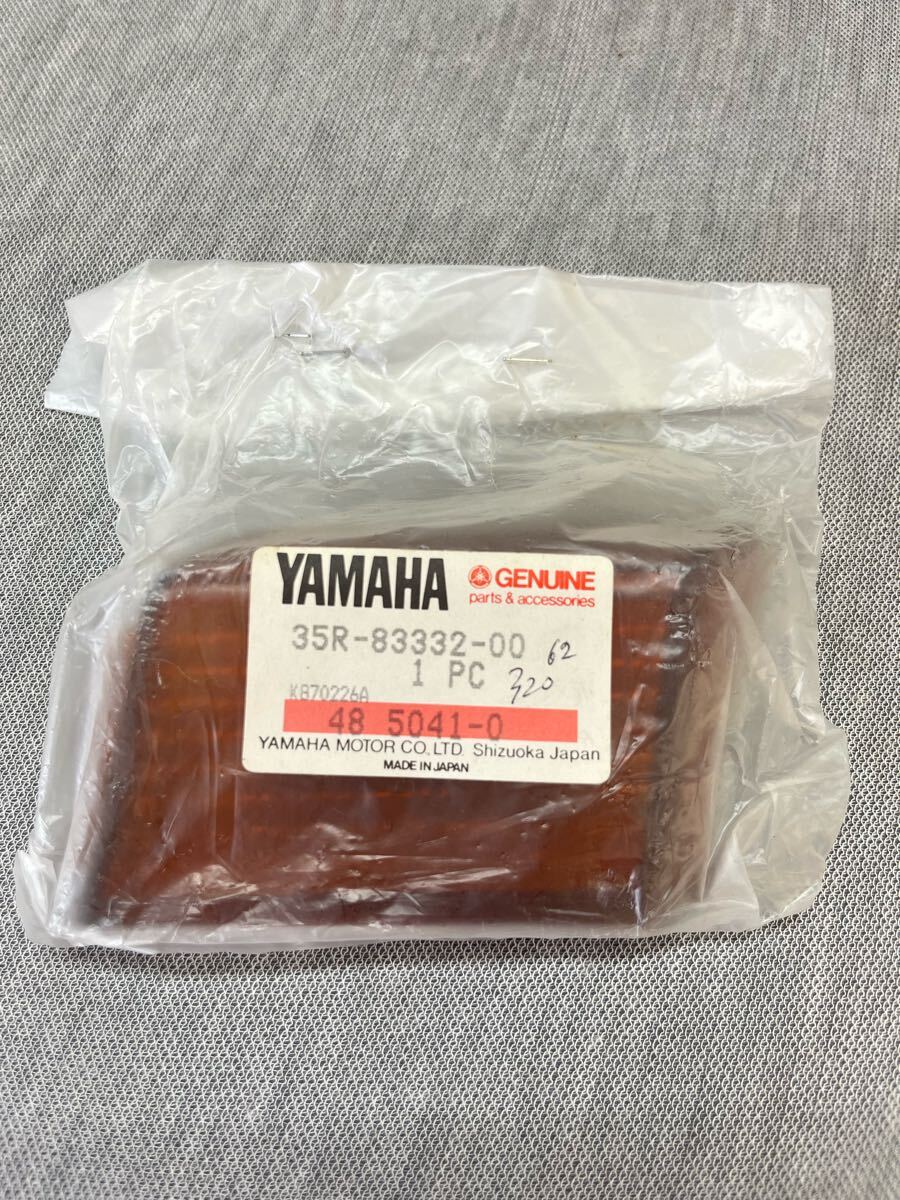 YAMAHA GENUINE
parts & accessories
35R-83332-00 62
1 PC 320
K870226A
48 5041-0
YAMAHA MOTOR CO. LTD. Shizuoka Japan
MADE IN JAPAN